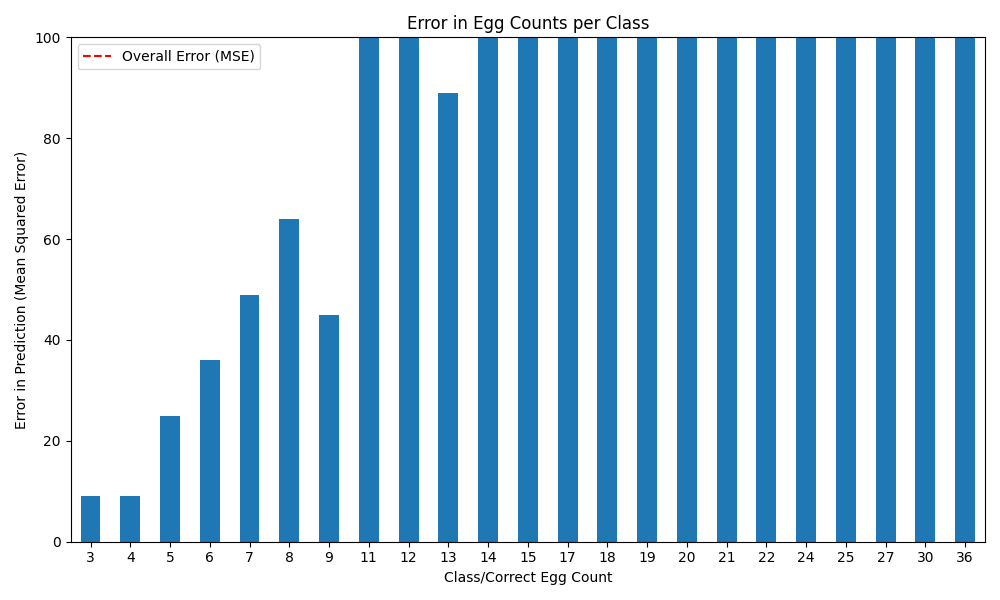 Error in Egg Counts per Class
Overall Error (MSE)
Error in Prediction (Mean Squared Error)
100
80
60
40
20
0
3 4 5 6 7 8 9 11 12 13 14 15 17 18 19 20 21 22 24 25 27 30 36
Class/Correct Egg Count